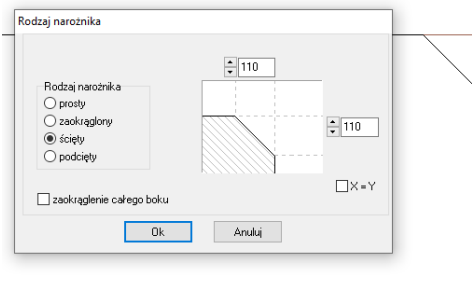 Rodzaj narożnika
110
Rodzaj narożnika
prosty
zaokrąglony
ścięty
podcięty
110
X = Y
zaokrąglenie całego boku
Ok
Anuluj